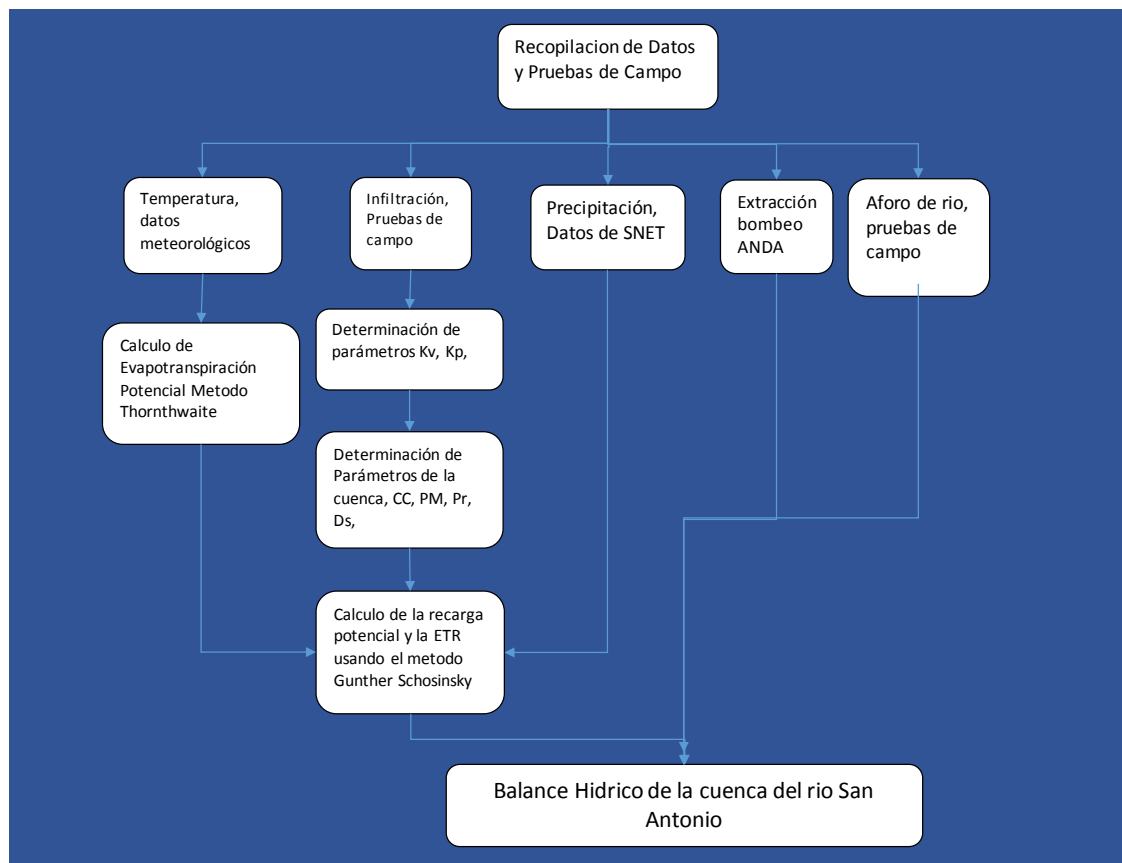 Recopilacion de Datos
y Pruebas de Campo
Temperatura,
datos
meteorológicos
Infiltración,
Pruebas de
campo
Precipitación,
Datos de SNET
Extracción
bombeo
ANDA
Aforo de rio,
pruebas de
campo
Calculo de
Evapotranspiración
Potencial Metodo
Thornthwaite
Determinación de
parámetros Kv, Kp,
Determinación de
Parámetros de la
cuenca, CC, PM, Pr,
Ds,
Calculo de la recarga
potencial y la ETR
usando el metodo
Gunther Schosinsky
Balance Hidrico de la cuenca del rio San
Antonio